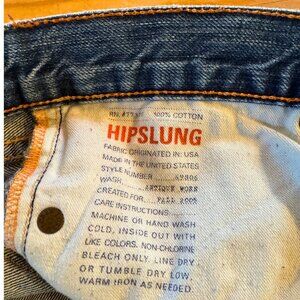 100% COTTON
HIPSLUNG
FABRIC ORIGINATED IN: USA
MADE IN THE UNITED STATES
STYLE NUMBER
WASH: ANTIQUE WORN
CREATED FOR: FALL 2005
CARE INSTRUCTIONS:
MACHINE OR HAND WASH
COLD, INSIDE OUT WITH
LIKE COLORS. NON-CHLORINE
BLEACH ONLY. LINE DRY
OR TUMBLE DRY LOW,
WARM IRON AS NEEDED.